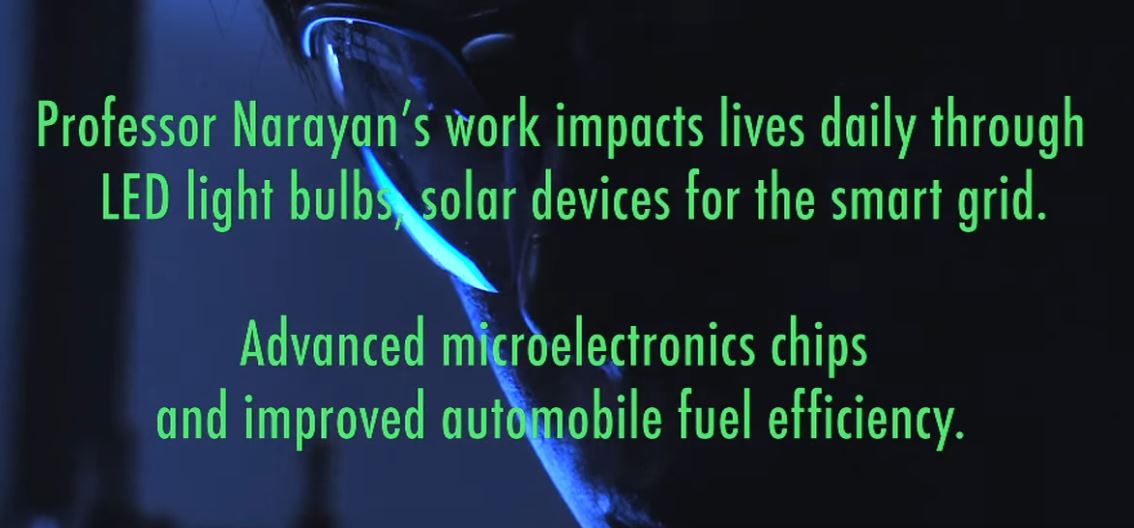 Professor Narayan’s work impacts lives daily through
LED light bulbs, solar devices for the smart grid.
Advanced microelectronics chips
and improved automobile fuel efficiency.